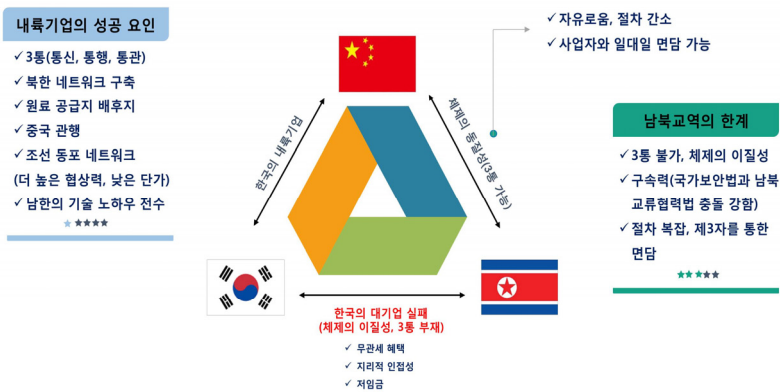 내륙기업의 성공 요인
✓3통(통신, 통행, 통관)
✓북한 네트워크 구축
✓원료 공급지 배후지
✓중국 관행
✓조선 동포 네트워크
(더 높은 협상력, 낮은 단가)
✓남한의 기술 노하우 전수
✓자유로움, 절차 간소
✓사업자와 일대일 면담 가능
한국의 내륙기업
체제의 동질성(3통 가능)
남북교역의 한계
✓3통 불가, 체제의 이질성
✓구속력(국가보안법과 남북
교류협력법 충돌 강함)
✓절차 복잡, 제3자를 통한
면담
한국의 대기업 실패
(체제의 이질성, 3통 부재)
✓ 무관세 혜택
✓ 지리적 인접성
✓ 저임금